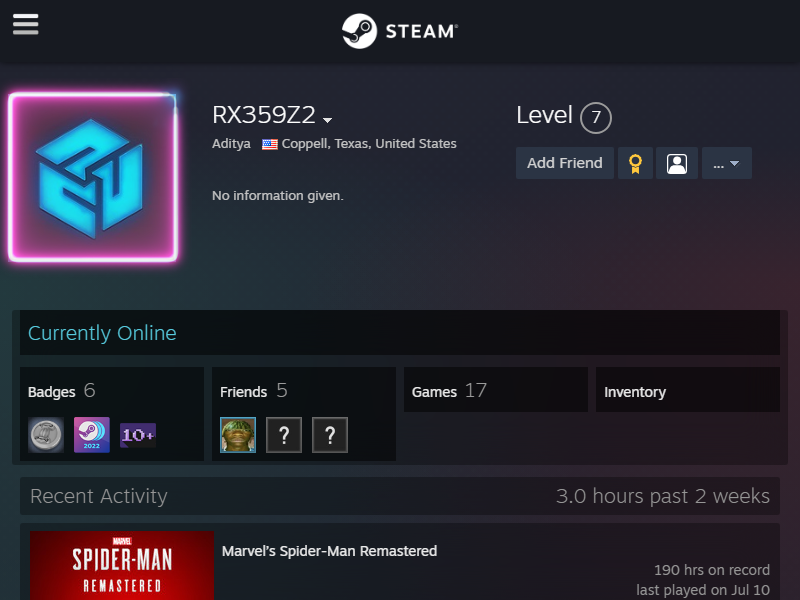 STEAM
RX359Z2
Aditya Coppell, Texas, United States
No information given.
Level 7
Add Friend
...
Currently Online
Badges 6
2022
10+
Friends 5
? ?
Games 17
Inventory
Recent Activity 3.0 hours past 2 weeks
MARVEL
SPIDER-MAN
REMASTERED
Marvel's Spider-Man Remastered
190 hrs on record
last played on Jul 10